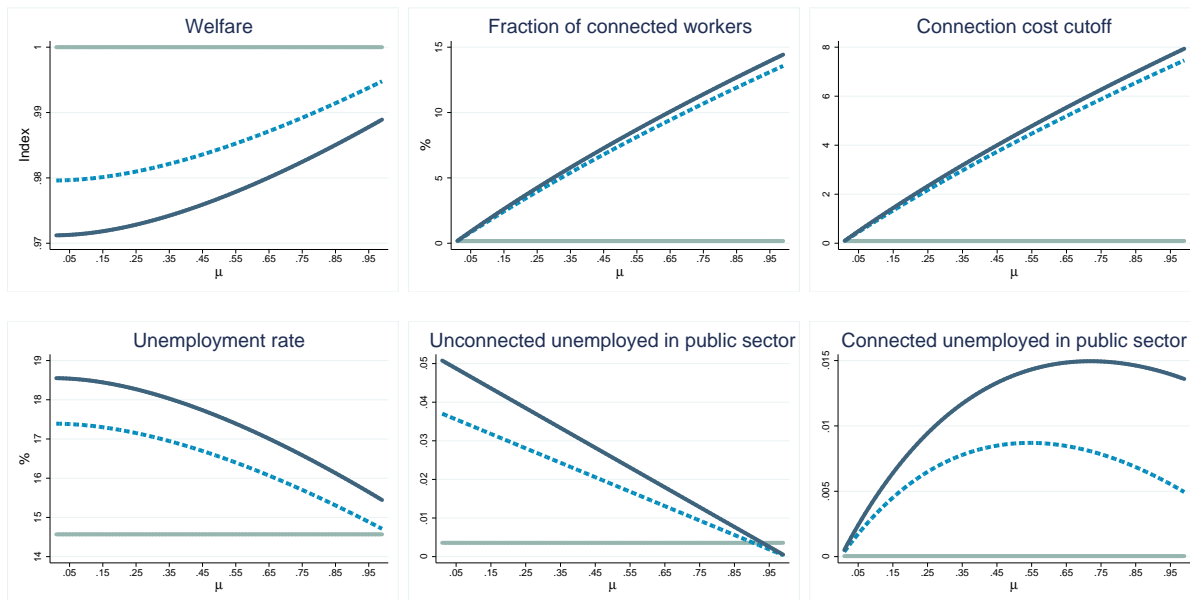 Welfare
Index
1
.99
.98
.97
.05 .15 .25 .35 .45 .55 .65 .75 .85 .95
μ
Fraction of connected workers
%
15
10
5
0
.05 .15 .25 .35 .45 .55 .65 .75 .85 .95
μ
Connection cost cutoff
8
6
4
2
0
.05 .15 .25 .35 .45 .55 .65 .75 .85 .95
μ
Unemployment rate
%
19
18
17
16
15
14
.05 .15 .25 .35 .45 .55 .65 .75 .85 .95
μ
Unconnected unemployed in public sector
.05
.04
.03
.02
.01
0
.05 .15 .25 .35 .45 .55 .65 .75 .85 .95
μ
Connected unemployed in public sector
.015
.01
.005
0
.05 .15 .25 .35 .45 .55 .65 .75 .85 .95
μ